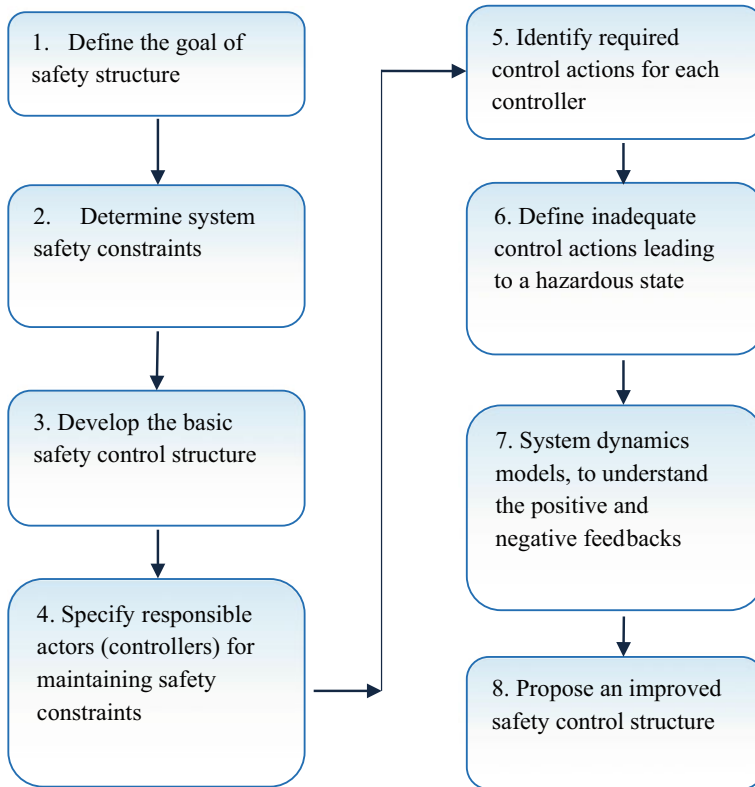 1. Define the goal of
safety structure
2. Determine system
safety constraints
3. Develop the basic
safety control structure
4. Specify responsible
actors (controllers) for
maintaining safety
constraints
5. Identify required
control actions for each
controller
6. Define inadequate
control actions leading
to a hazardous state
7. System dynamics
models, to understand
the positive and
negative feedbacks
8. Propose an improved
safety control structure